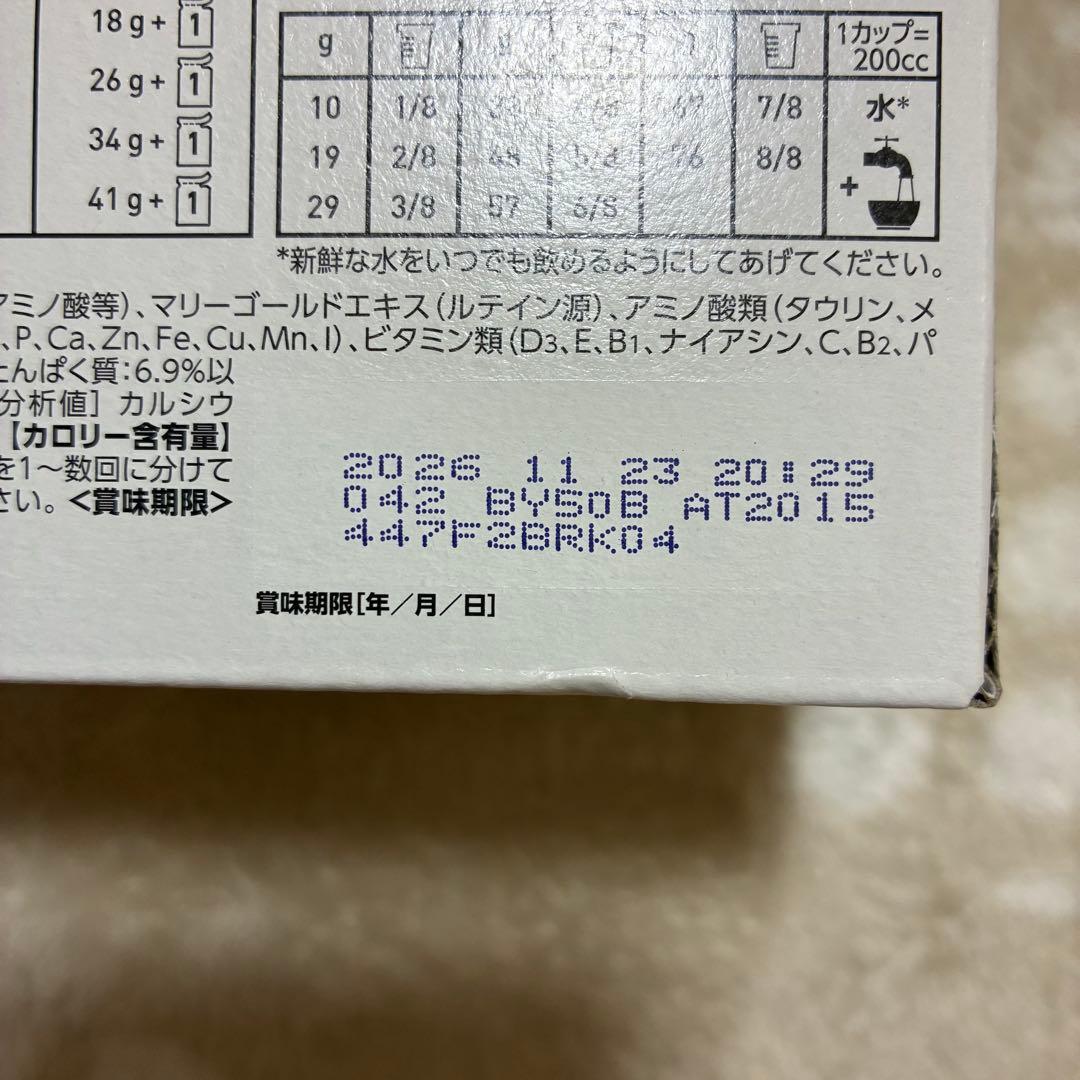 18g+ 1
26g+ 1
34g+ 1
41g+ 1
g g 1カップ=
200cc
10 1/8 7/8 水*
19 2/8 8/8
29 3/8 57 6/8 +
*新鮮な水をいつでも飲めるようにしてあげてください。
アミノ酸等)、マリーゴールドエキス(ルテイン源)、アミノ酸類(タウリン、メ
,P,Ca,Zn,Fe,Cu,Mn,I)、ビタミン類(D3、E、B1、ナイアシン、C、B2、パ
たんぱく質:6.9%以
分析値] カルシウ
【カロリー含有量】
を1〜数回に分けて
さい。<賞味期限>
2026 11 23 20:29
042 BY50B AT2015
447F2BRK04
賞味期限[年/月/日]